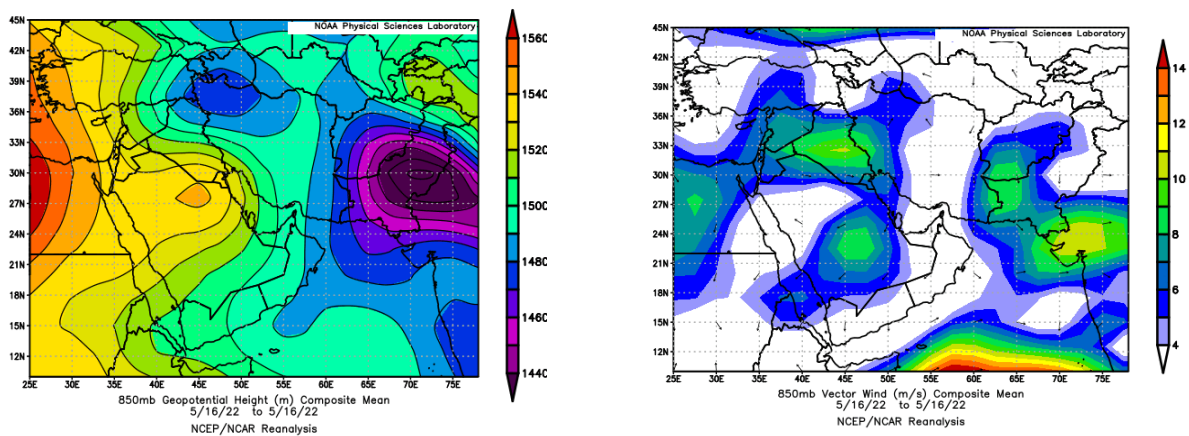 NOAA Physical Sciences Laboratory
45N
42N
39N
36N
33N
30N
27N
24N
21N
18N
15N
12N
25E 30E 35E 40E 45E 50E 55E 60E 65E 70E 75E
1560
1540
1520
1500
1480
1460
1440
850mb Geopotential Height (m) Composite Mean
5/16/22 to 5/16/22
NCEP/NCAR Reanalysis
NOAA Physical Sciences Laboratory
45N
42N
39N
36N
33N
30N
27N
24N
21N
18N
15N
12N
25E 30E 35E 40E 45E 50E 55E 60E 65E 70E 75E
14
12
10
8
6
4
850mb Vector Wind (m/s) Composite Mean
5/16/22 to 5/16/22
NCEP/NCAR Reanalysis